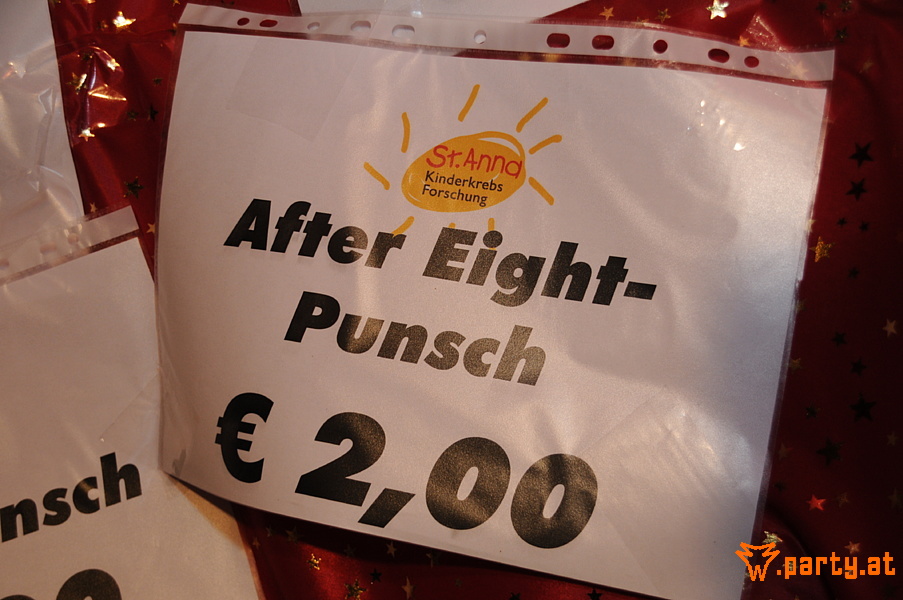 St. Anna
Kinderkrebs
Forschung
After Eight-
Punsch
€ 2,00
nsch
.party.at